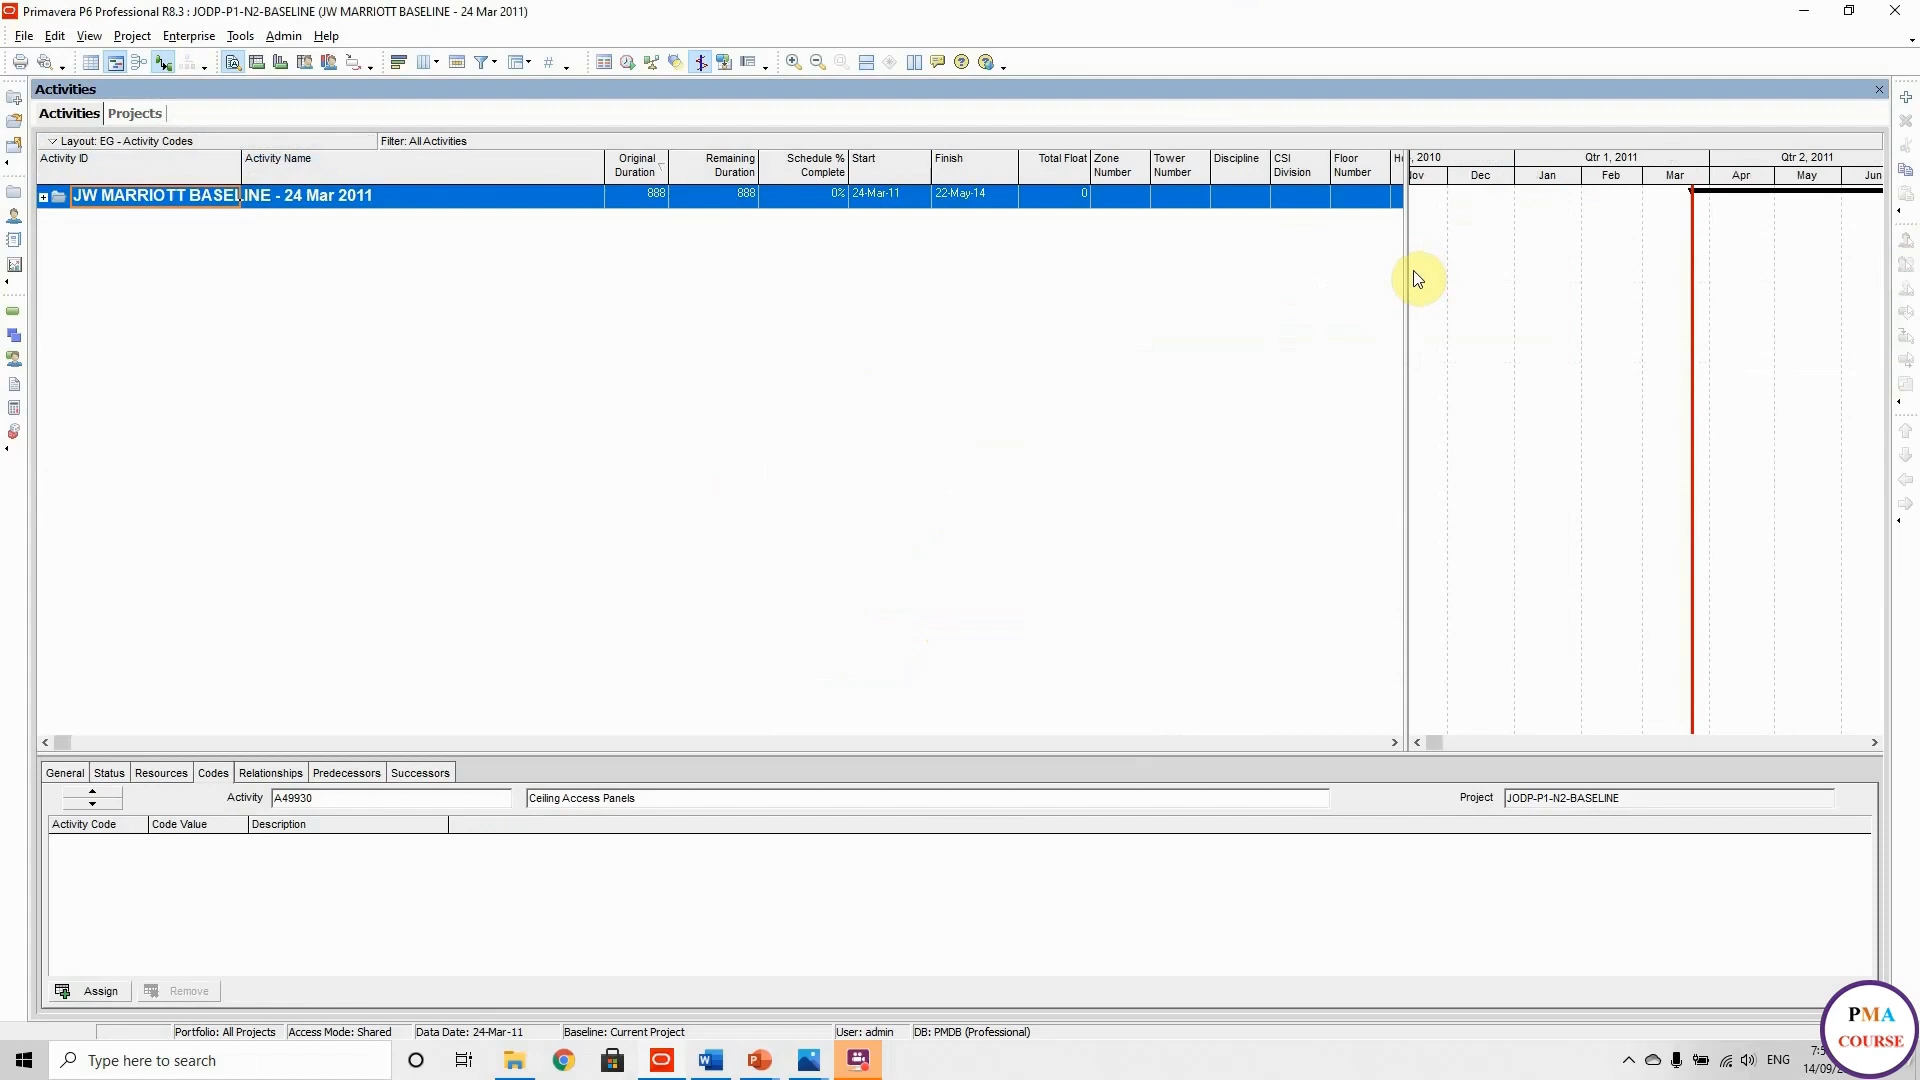 Primavera P6 Professional R8.3 : JODP-P1-N2-BASELINE (JW MARRIOTT BASELINE - 24 Mar 2011)
File Edit View Project Enterprise Tools Admin Help
Activities
Activities Projects
Layout: EG - Activity Codes Filter: All Activities
Activity ID Activity Name Original Duration Remaining Duration Schedule % Complete Start Finish Total Float Zone Number Tower Number Discipline CSI Division Floor Number
, 2010 Qtr 1, 2011 Qtr 2, 2011
Dec Jan Feb Mar Apr May Jun
JW MARRIOTT BASELINE - 24 Mar 2011 888 888 0% 24-Mar-11 22-May-14 0
General Status Resources Codes Relationships Predecessors Successors
Activity A49930 Ceiling Access Panels Project JODP-P1-N2-BASELINE
Activity Code Code Value Description
Assign Remove
Portfolio: All Projects Access Mode: Shared Data Date: 24-Mar-11 Baseline: Current Project User: admin DB: PMDB (Professional)
Type here to search
ENG
PMA
COURSE